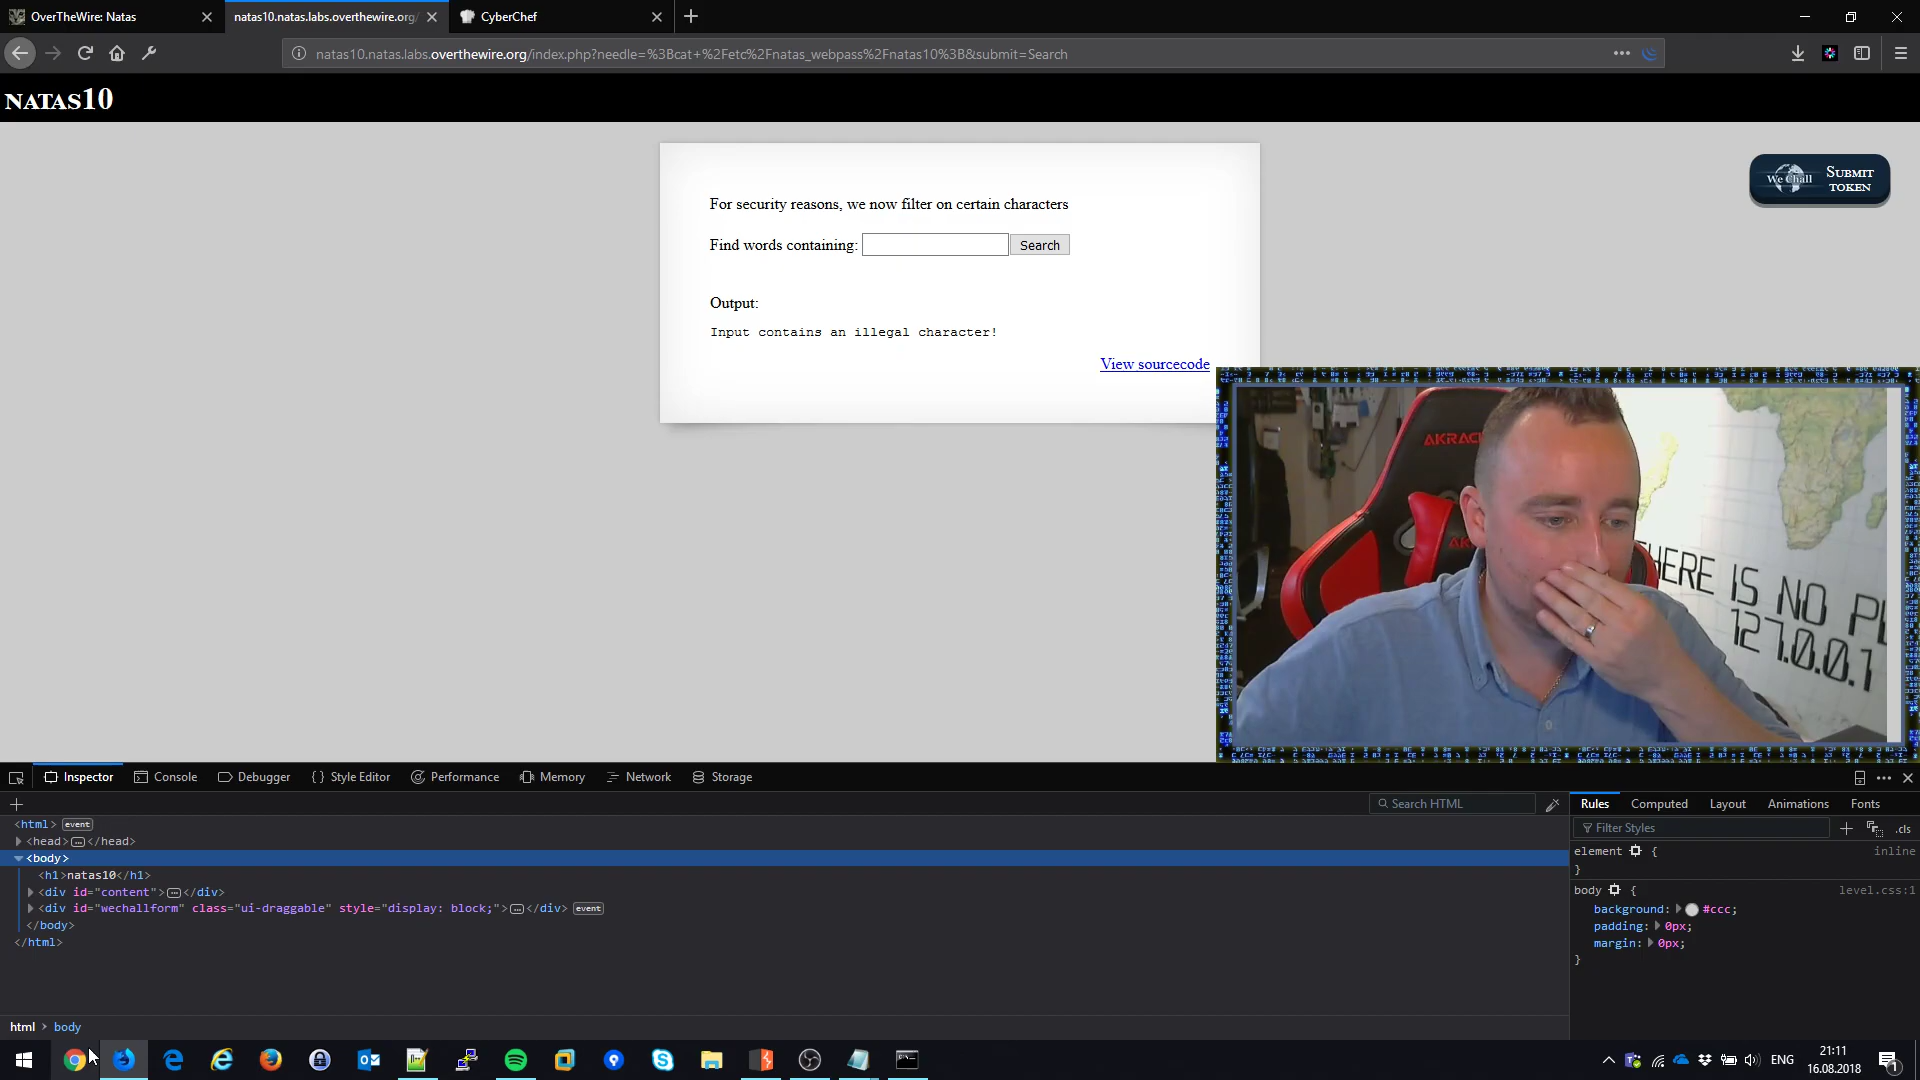 OverTheWire: Natas
natas10.natas.labs.overthewire.org/
CyberChef
natas10.natas.labs.overthewire.org/index.php?needle=%3Bcat+%2Fetc%2Fnatas_webpass%2Fnatas10%3B&submit=Search
NATAS10
For security reasons, we now filter on certain characters
Find words containing: Search
Output:
Input contains an illegal character!
View sourcecode
We Chall
SUBMIT
TOKEN
AKRAC
HERE IS NO
127.0.0.1
Inspector Console Debugger Style Editor Performance Memory Network Storage
Search HTML
<html> event
<head> </head>
<body>
<h1>natas10</h1>
<div id="content"> </div>
<div id="wechallform" class="ui-draggable" style="display: block;"> </div> event
</body>
</html>
html › body
Rules Computed Layout Animations Fonts
Filter Styles
.cls
element { inline
}
body { level.css:1
background: #ccc;
padding: 0px;
margin: 0px;
}
ENG
21:11
16.08.2018
1